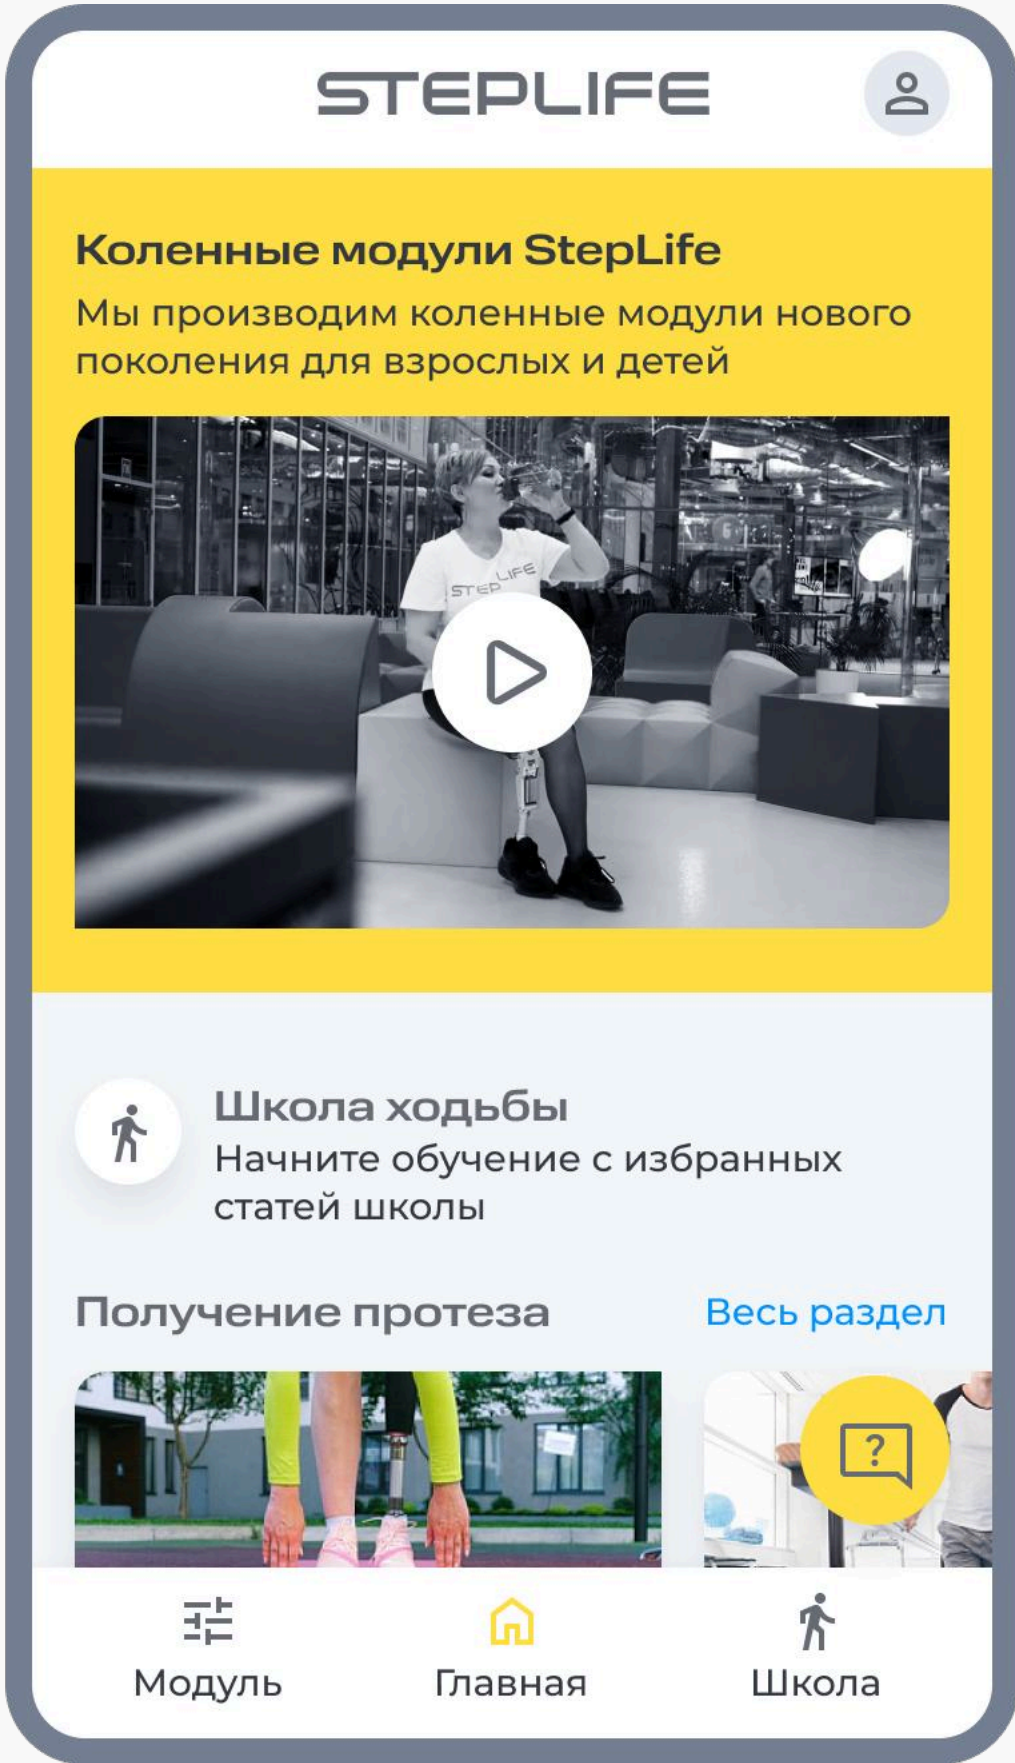 STEPLIFE
Коленные модули StepLife
Мы производим коленные модули нового
поколения для взрослых и детей
STEP LIFE
Школа ходьбы
Начните обучение с избранных
статей школы
Получение протеза
Весь раздел
?
Модуль
Главная
Школа